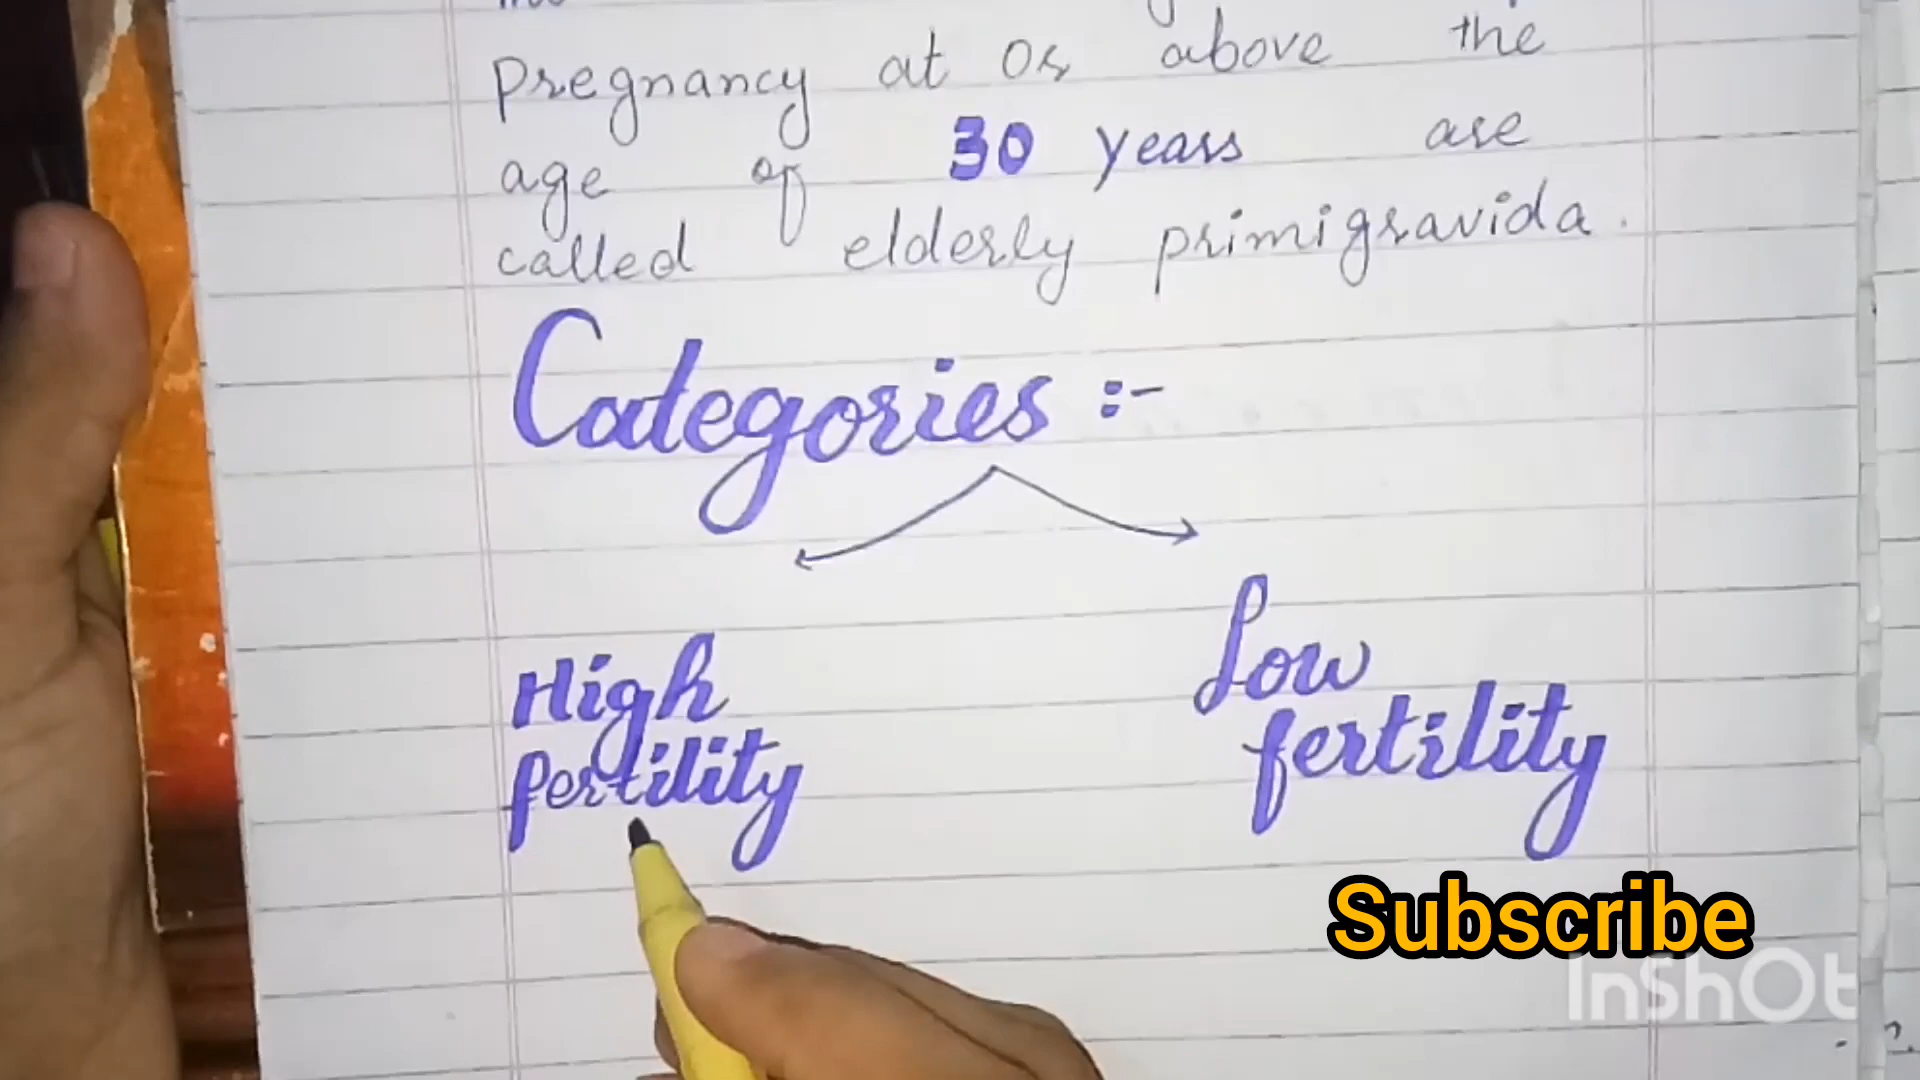 pregnancy at or above the
age of 30 years are
called elderly primigravida.
Categories :-
High
fertility
Low
fertility
Subscribe
InShOt